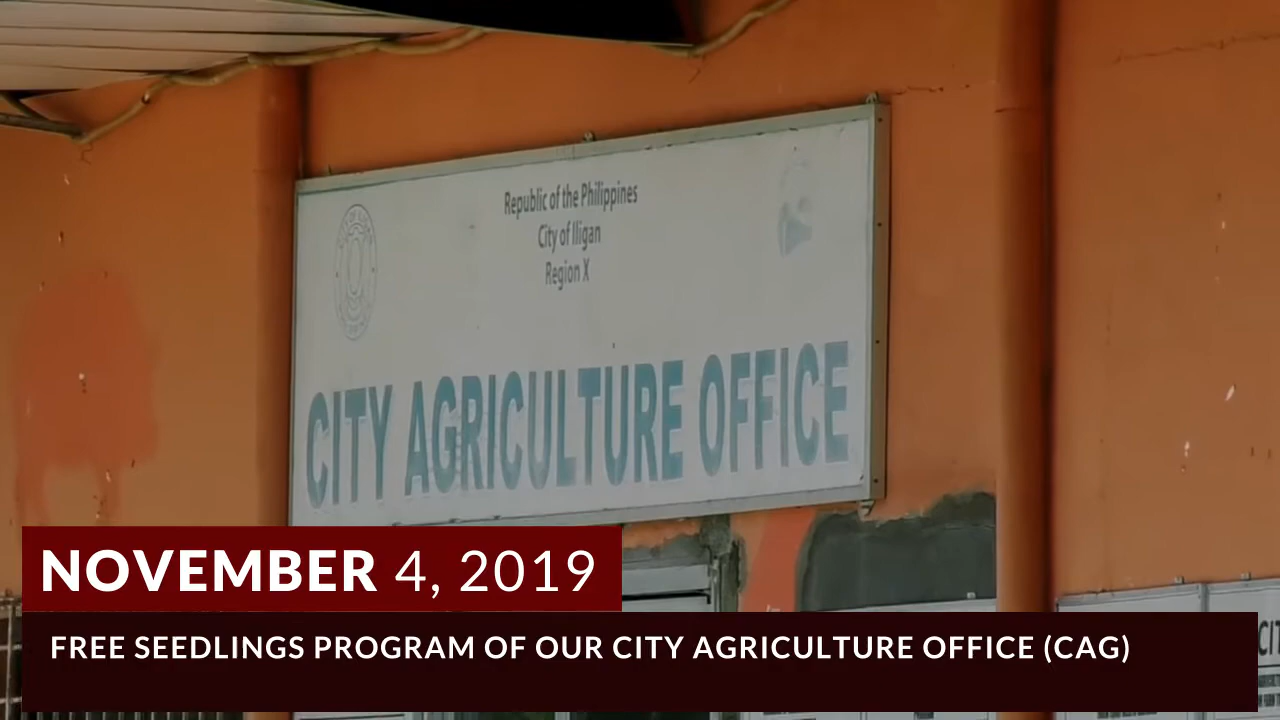 Republic of the Philippines
City of Iligan
Region X
CITY AGRICULTURE OFFICE
NOVEMBER 4, 2019
FREE SEEDLINGS PROGRAM OF OUR CITY AGRICULTURE OFFICE (CAG)